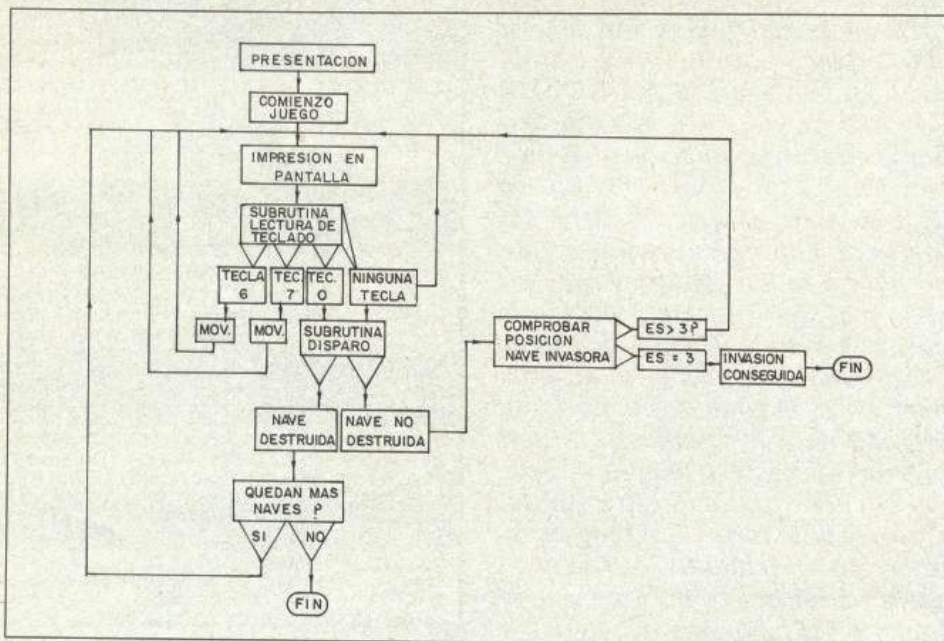 PRESENTACION
COMIENZO
JUEGO
IMPRESION EN
PANTALLA
SUBRUTINA
LECTURA DE
TECLADO
TECLA
6
TEC.
7
TEC.
0
NINGUNA
TECLA
MOV.
MOV.
SUBRUTINA
DISPARO
COMPROBAR
POSICION
NAVE INVASORA
ES > 3?
ES = 3
INVASION
CONSEGUIDA
FIN
NAVE
DESTRUIDA
NAVE NO
DESTRUIDA
QUEDAN MAS
NAVES ?
SI
NO
FIN